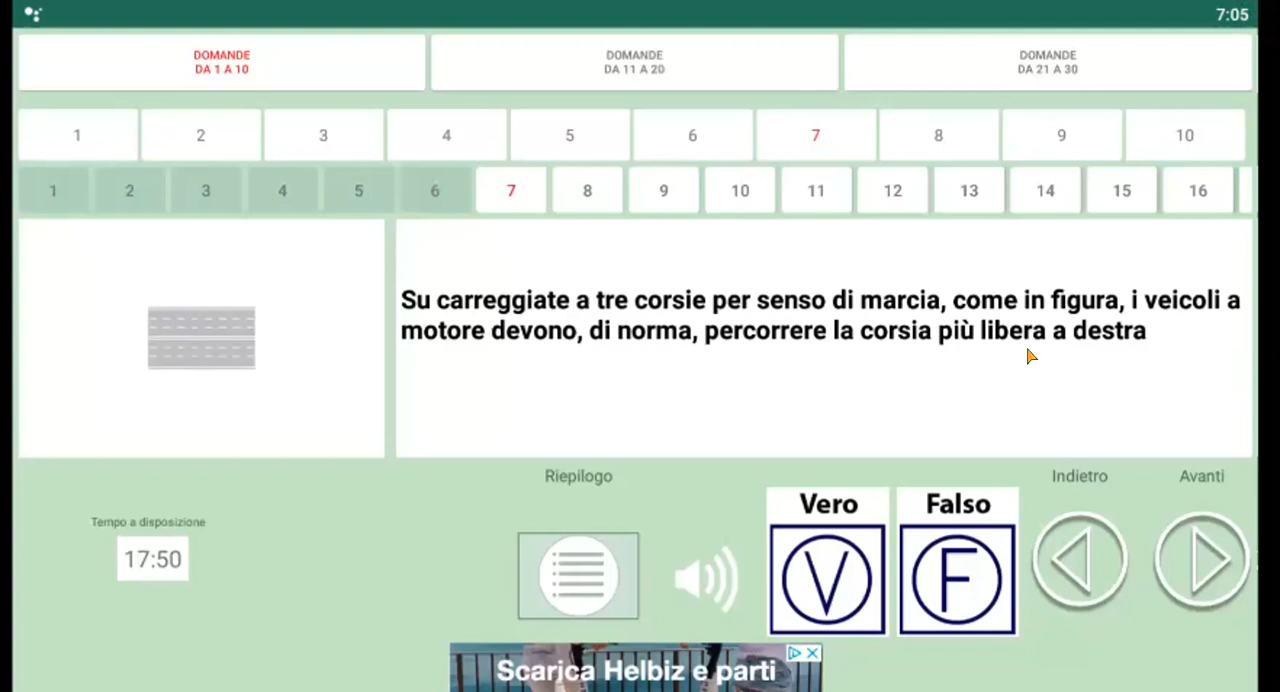 7:05
DOMANDE
DA 1 A 10
DOMANDE
DA 11 A 20
DOMANDE
DA 21 A 30
1 2 3 4 5 6 7 8 9 10
1 2 3 4 5 6 7 8 9 10 11 12 13 14 15 16
Su carreggiate a tre corsie per senso di marcia, come in figura, i veicoli a
motore devono, di norma, percorrere la corsia più libera a destra
Riepilogo
Indietro
Avanti
Vero
Falso
Tempo a disposizione
17:50
V
F
Scarica Helbiz e parti